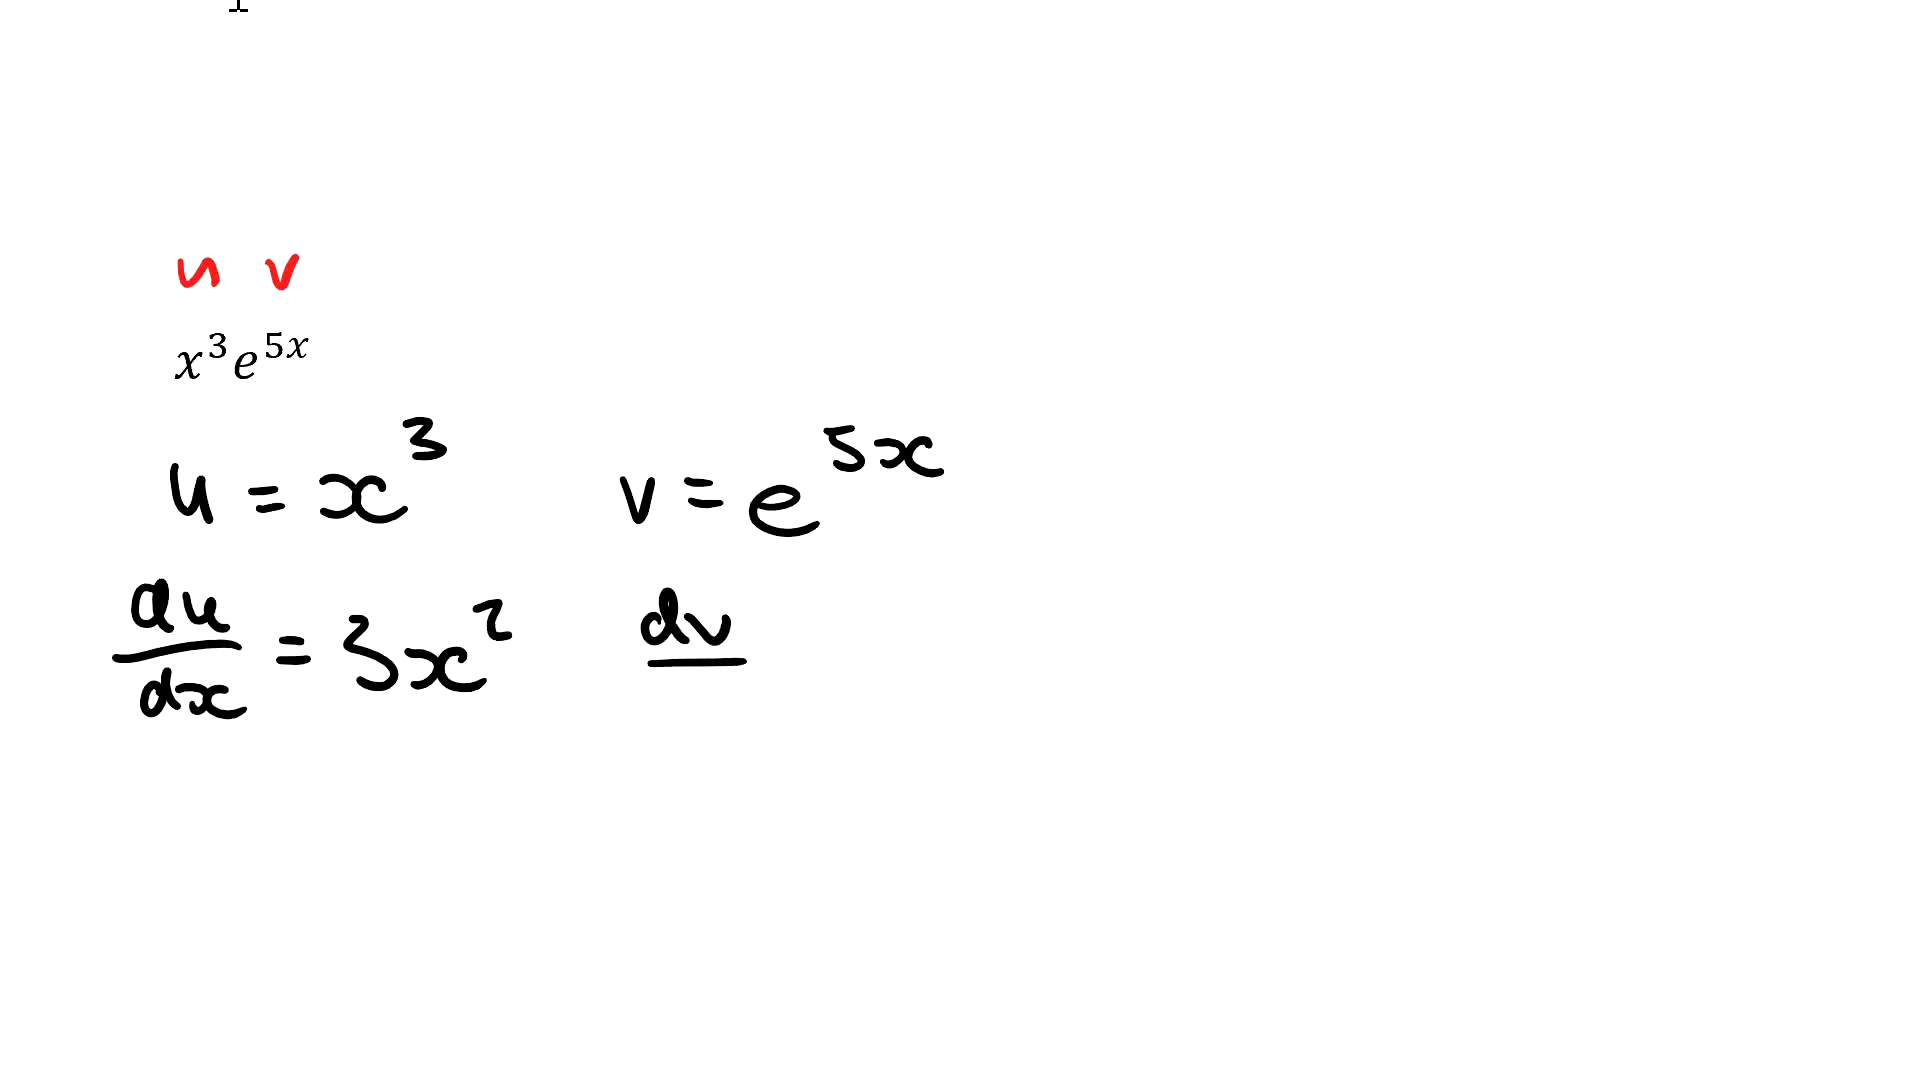 u v
x³e⁵ˣ
u = x³ v = e⁵ˣ
du/dx = 3x² dv